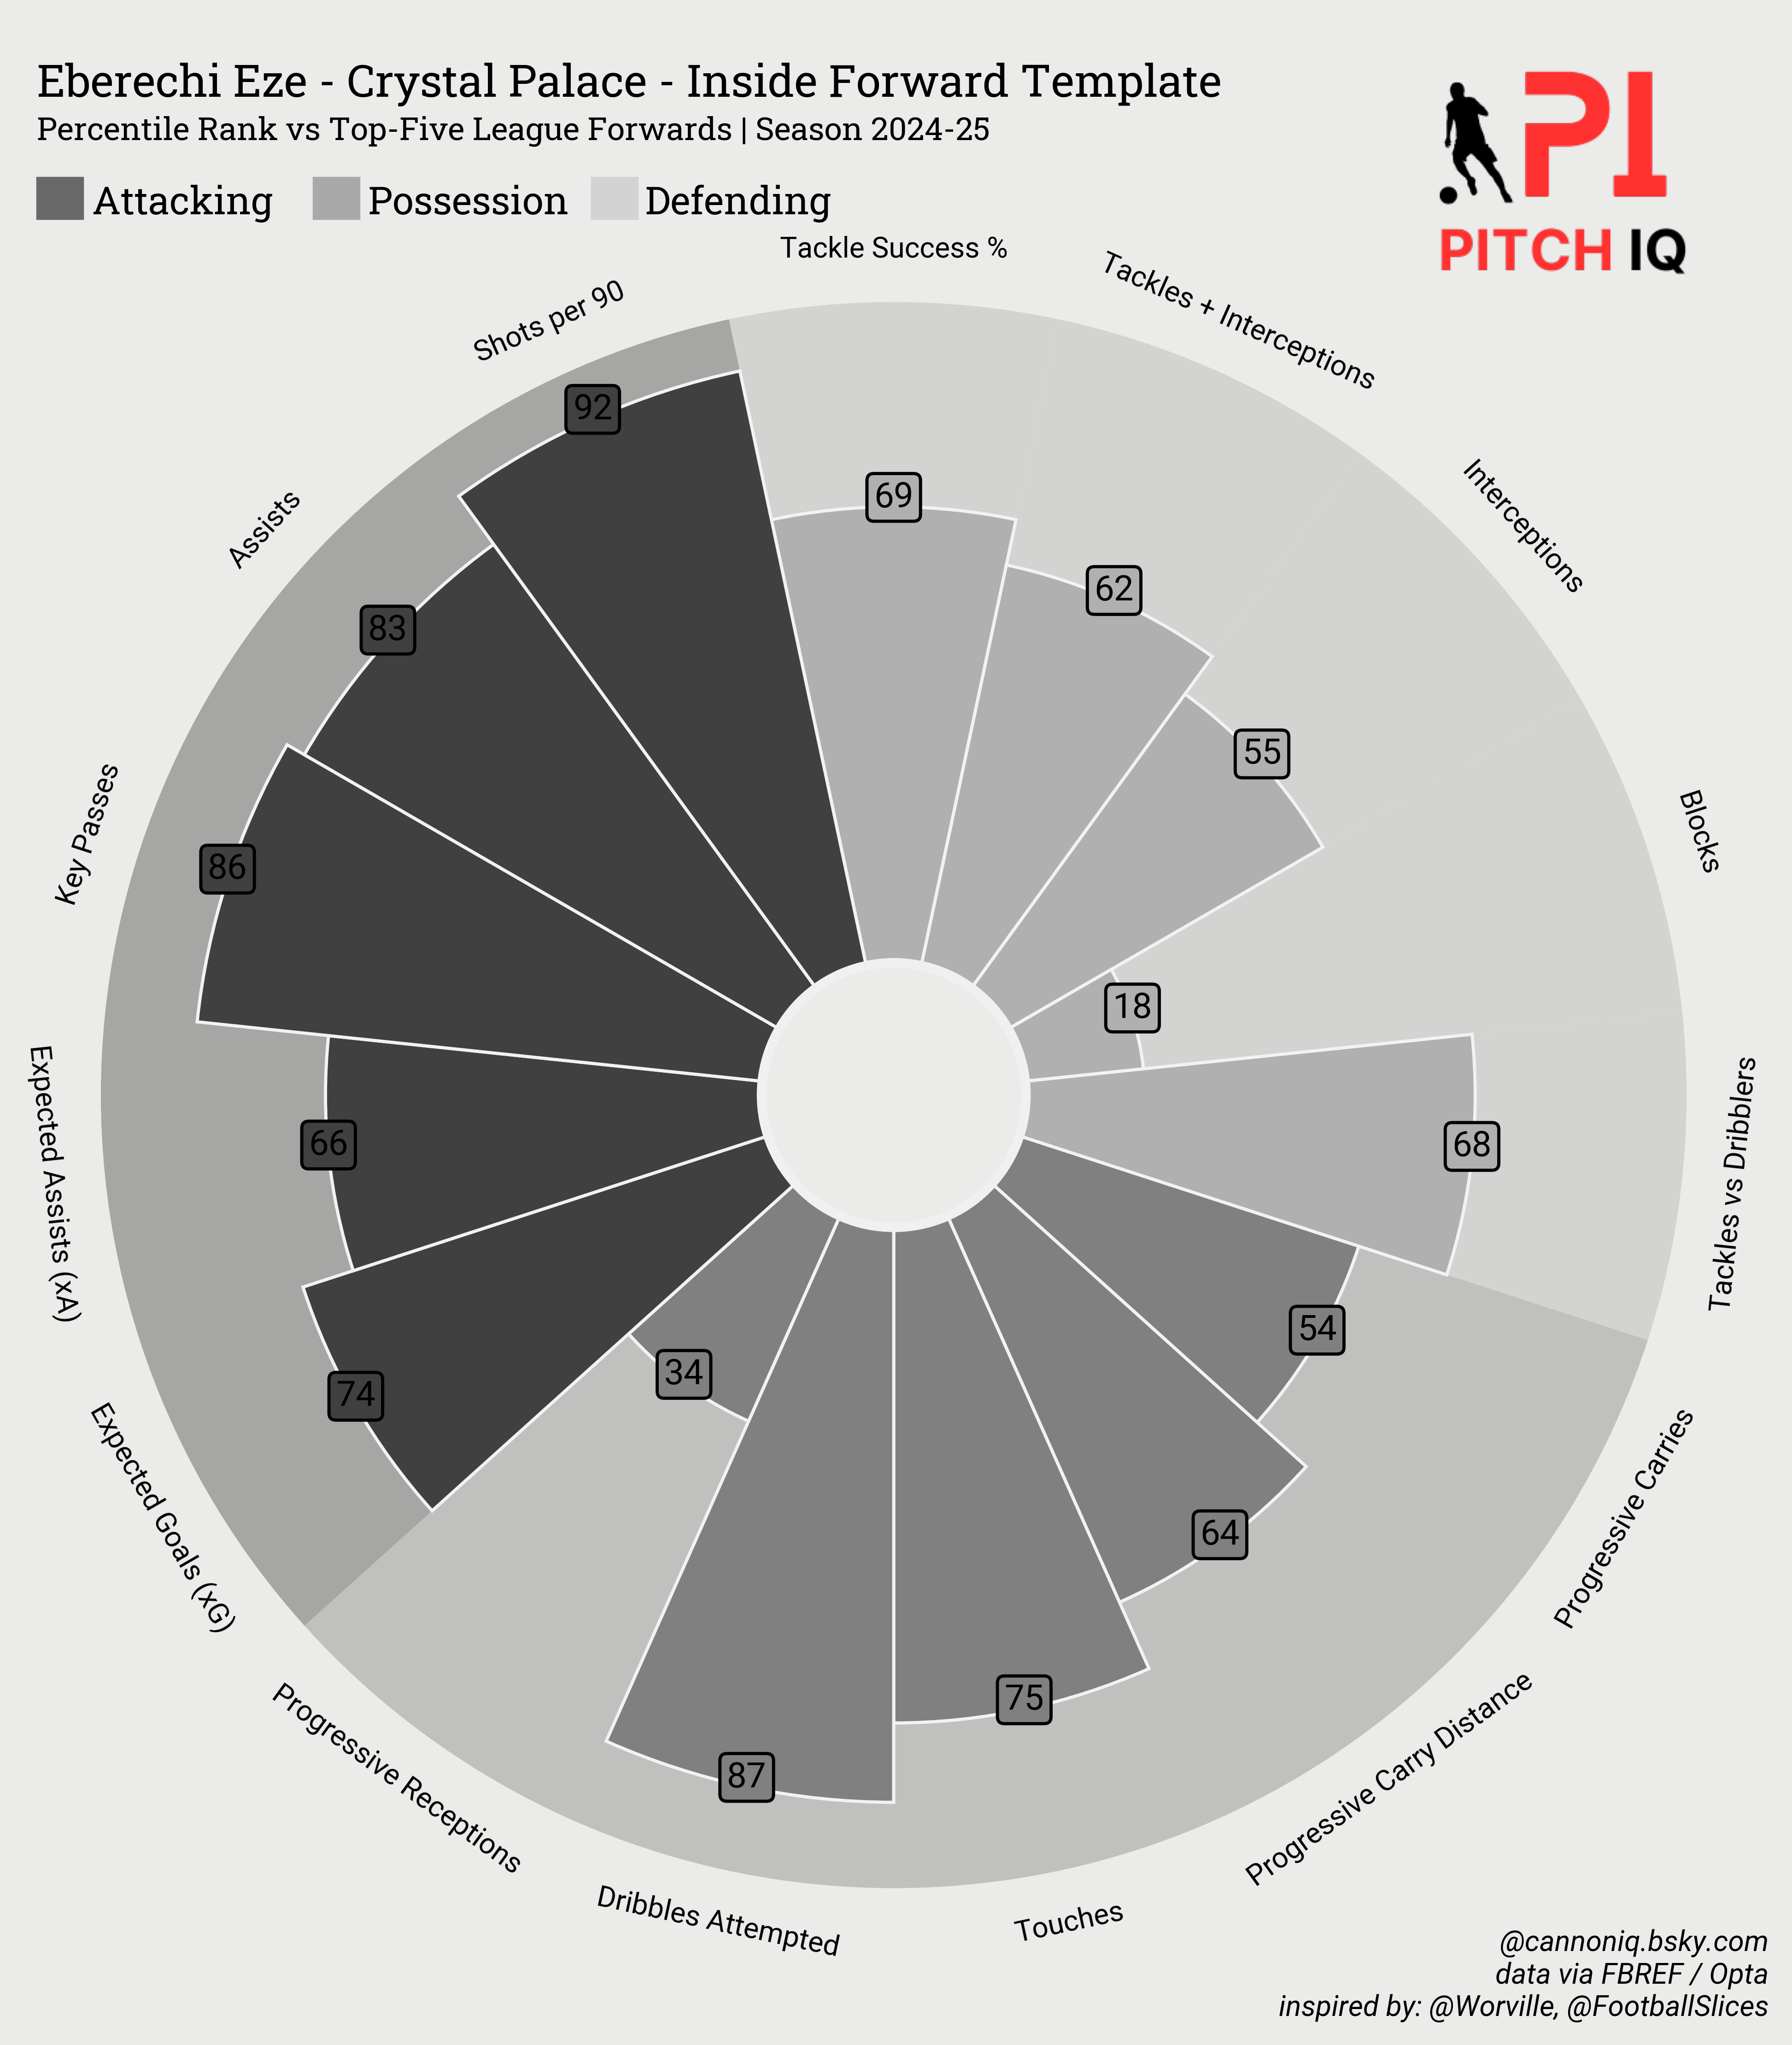 Eberechi Eze - Crystal Palace - Inside Forward Template
Percentile Rank vs Top-Five League Forwards | Season 2024-25
Attacking
Possession
Defending
PI
PITCH IQ
Tackle Success %
69
Tackles + Interceptions
62
Interceptions
55
Blocks
18
Tackles vs Dribblers
68
Progressive Carries
54
Progressive Carry Distance
64
Touches
75
Dribbles Attempted
87
Progressive Receptions
34
Expected Goals (xG)
74
Expected Assists (xA)
66
Key Passes
86
Assists
83
Shots per 90
92
@cannoniq.bsky.com
data via FBREF / Opta
inspired by: @Worville, @FootballSlices